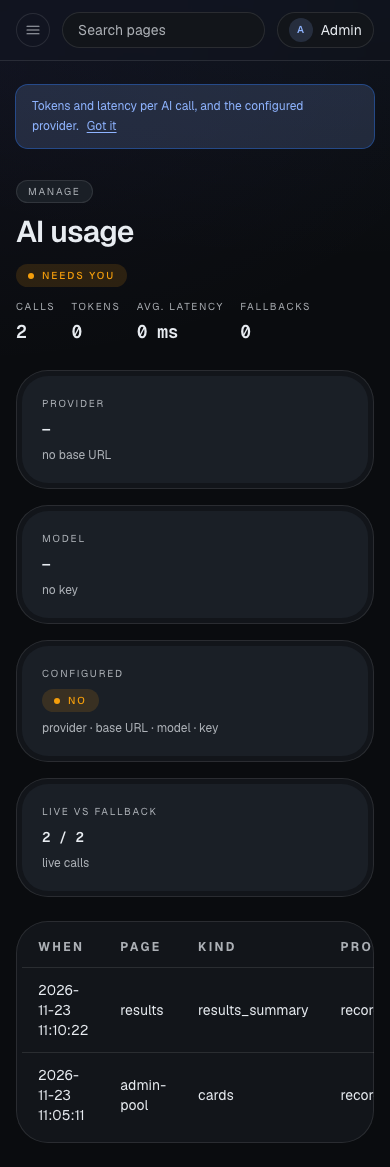 Search pages
A
Admin
Tokens and latency per AI call, and the configured
provider. Got it
MANAGE
AI usage
NEEDS YOU
CALLS TOKENS AVG. LATENCY FALLBACKS
2 0 0 ms 0
PROVIDER
–
no base URL
MODEL
–
no key
CONFIGURED
NO
provider · base URL · model · key
LIVE VS FALLBACK
2 / 2
live calls
WHEN PAGE KIND PRO
2026-
11-23
11:10:22
results results_summary recor
2026-
11-23
11:05:11
admin-
pool
cards recor